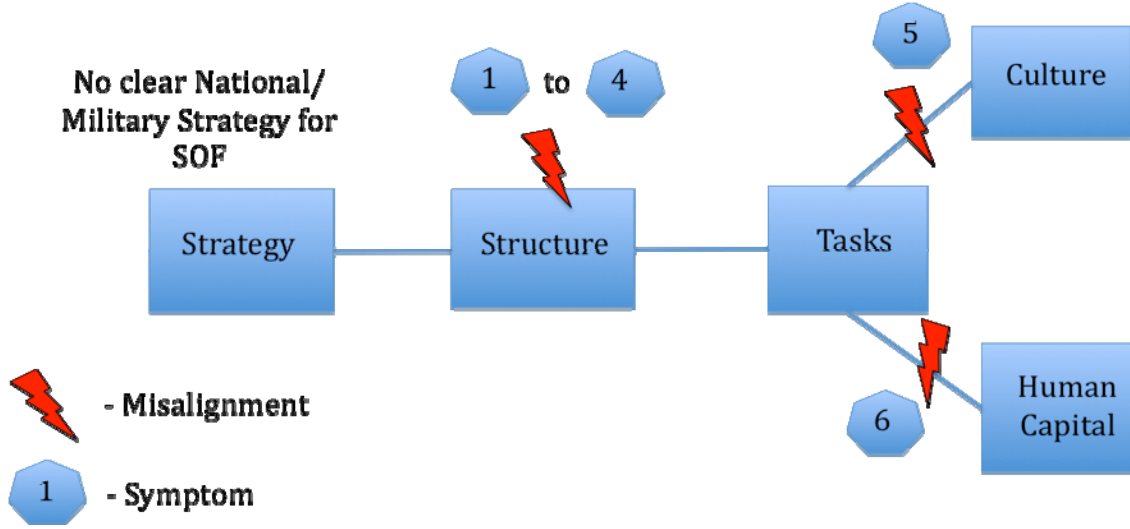 5
Culture
No clear National/
Military Strategy for
SOF
1 to 4
Strategy
Structure
Tasks
6
Human
Capital
- Misalignment
1 - Symptom